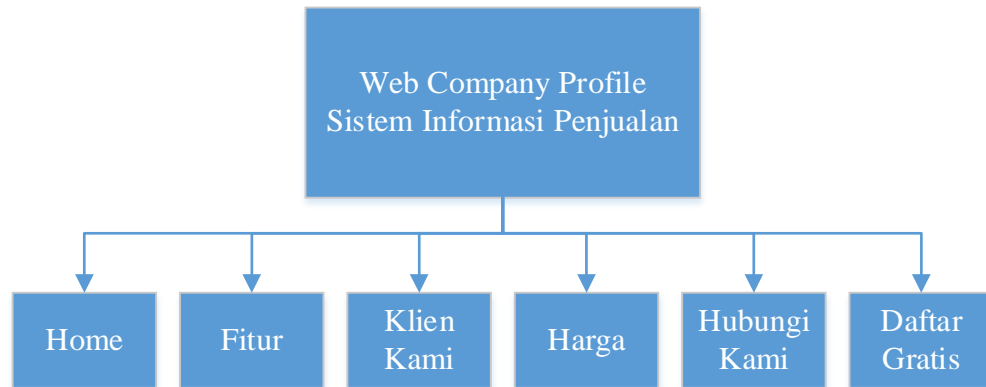 Web Company Profile
Sistem Informasi Penjualan
Home
Fitur
Klien
Kami
Harga
Hubungi
Kami
Daftar
Gratis